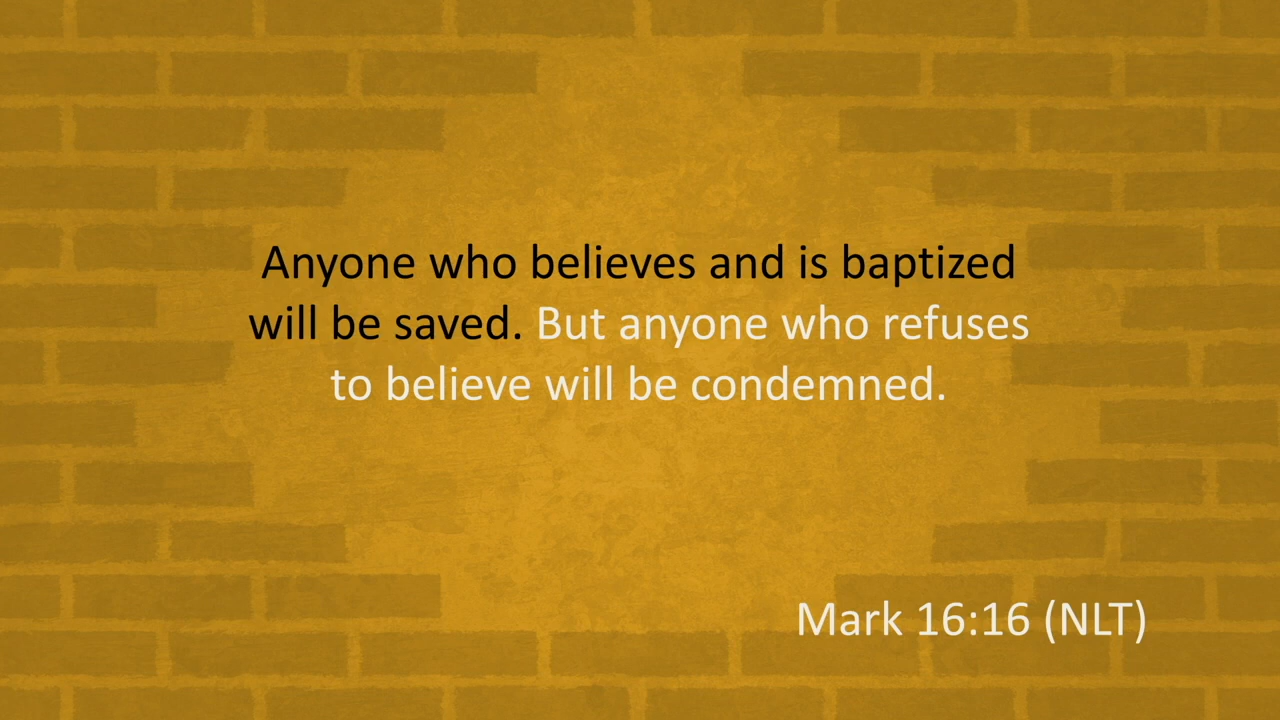 Anyone who believes and is baptized
will be saved. But anyone who refuses
to believe will be condemned.
Mark 16:16 (NLT)